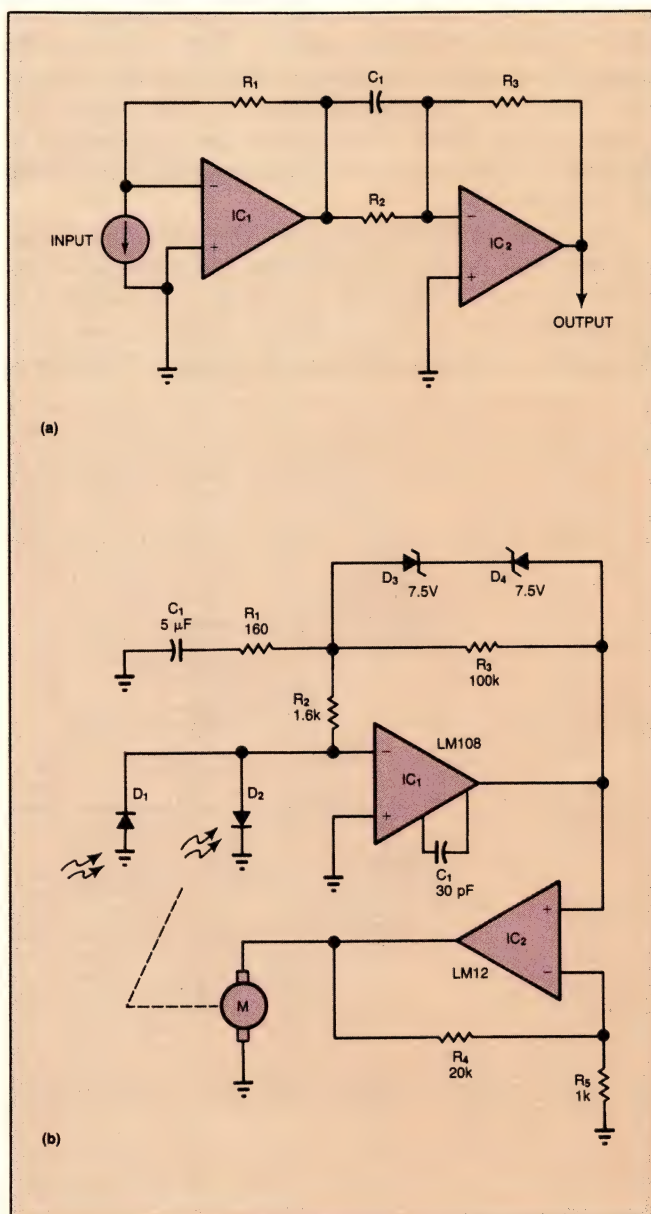 R₁
C₁
R₃
INPUT
−
+
IC₁
R₂
−
+
IC₂
OUTPUT
(a)
D₃
7.5V
D₄
7.5V
C₁
5 µF
R₁
160
R₃
100k
R₂
1.6k
LM108
D₁
D₂
−
+
IC₁
C₁
30 pF
M
IC₂
+
−
LM12
R₄
20k
R₅
1k
(b)